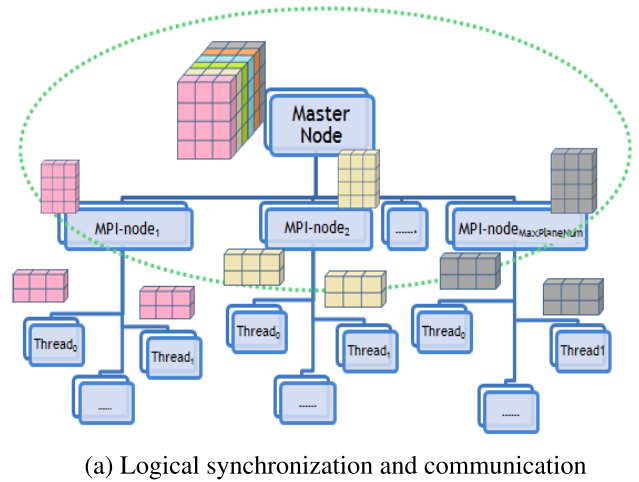 Master
Node
MPI-node₁
MPI-node₂
.......
MPI-nodeMaxPlaneNum
Thread₀
Thread₁
Thread₀
Thread₁
Thread₀
Thread1
......
.......
.......
(a) Logical synchronization and communication